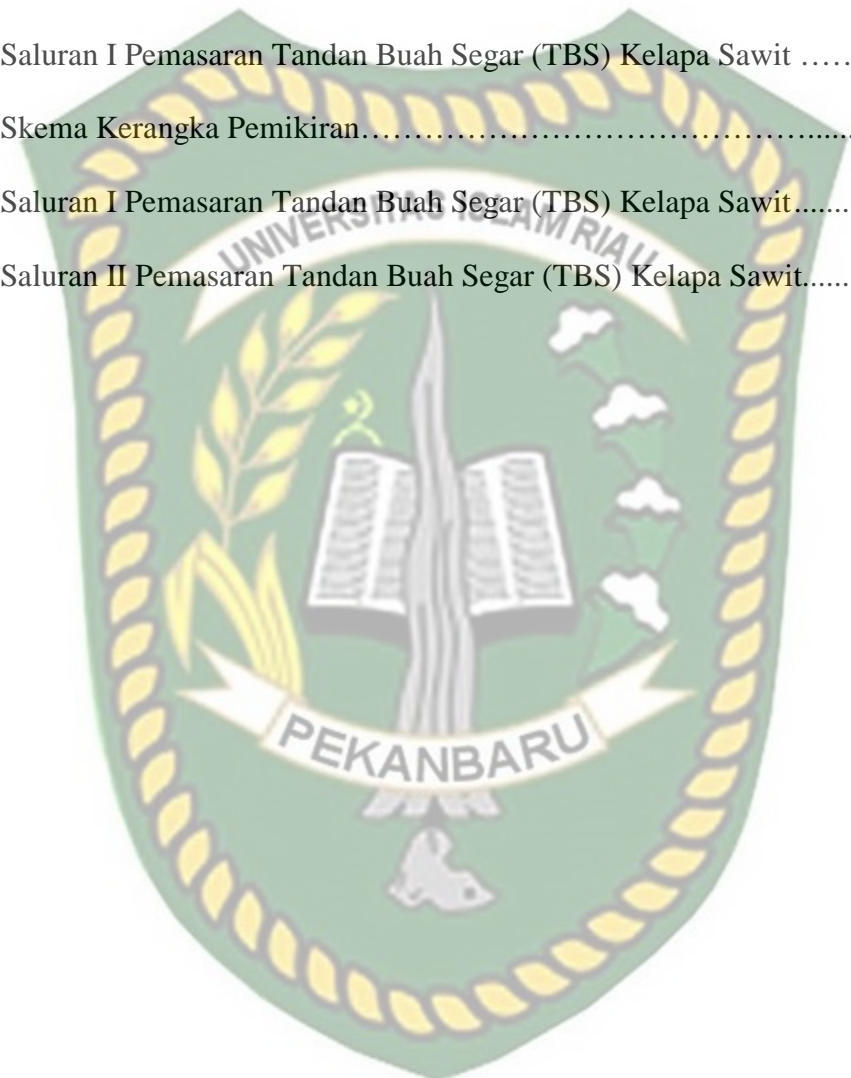 Saluran I Pemasaran Tandan Buah Segar (TBS) Kelapa Sawit ……
Skema Kerangka Pemikiran…………………………………….......
Saluran I Pemasaran Tandan Buah Segar (TBS) Kelapa Sawit.......
UNIVERSITAS ISLAM RIAU
Saluran II Pemasaran Tandan Buah Segar (TBS) Kelapa Sawit......
PEKANBARU